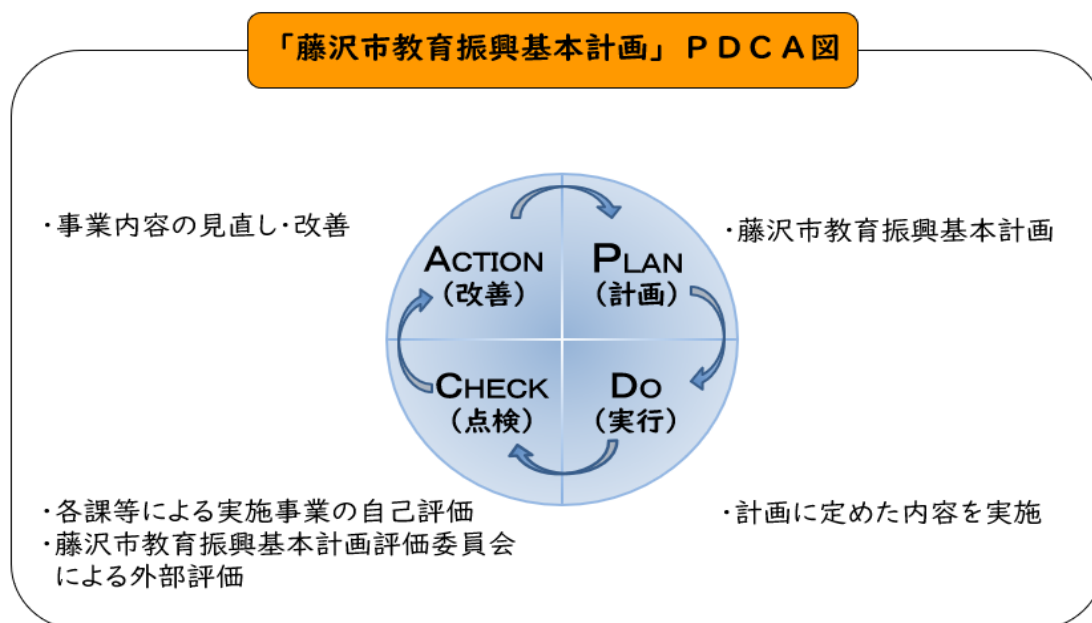 「藤沢市教育振興基本計画」ＰＤＣＡ図
・事業内容の見直し・改善
ACTION
（改善）
PLAN
（計画）
・藤沢市教育振興基本計画
CHECK
（点検）
DO
（実行）
・各課等による実施事業の自己評価
・藤沢市教育振興基本計画評価委員会
による外部評価
・計画に定めた内容を実施